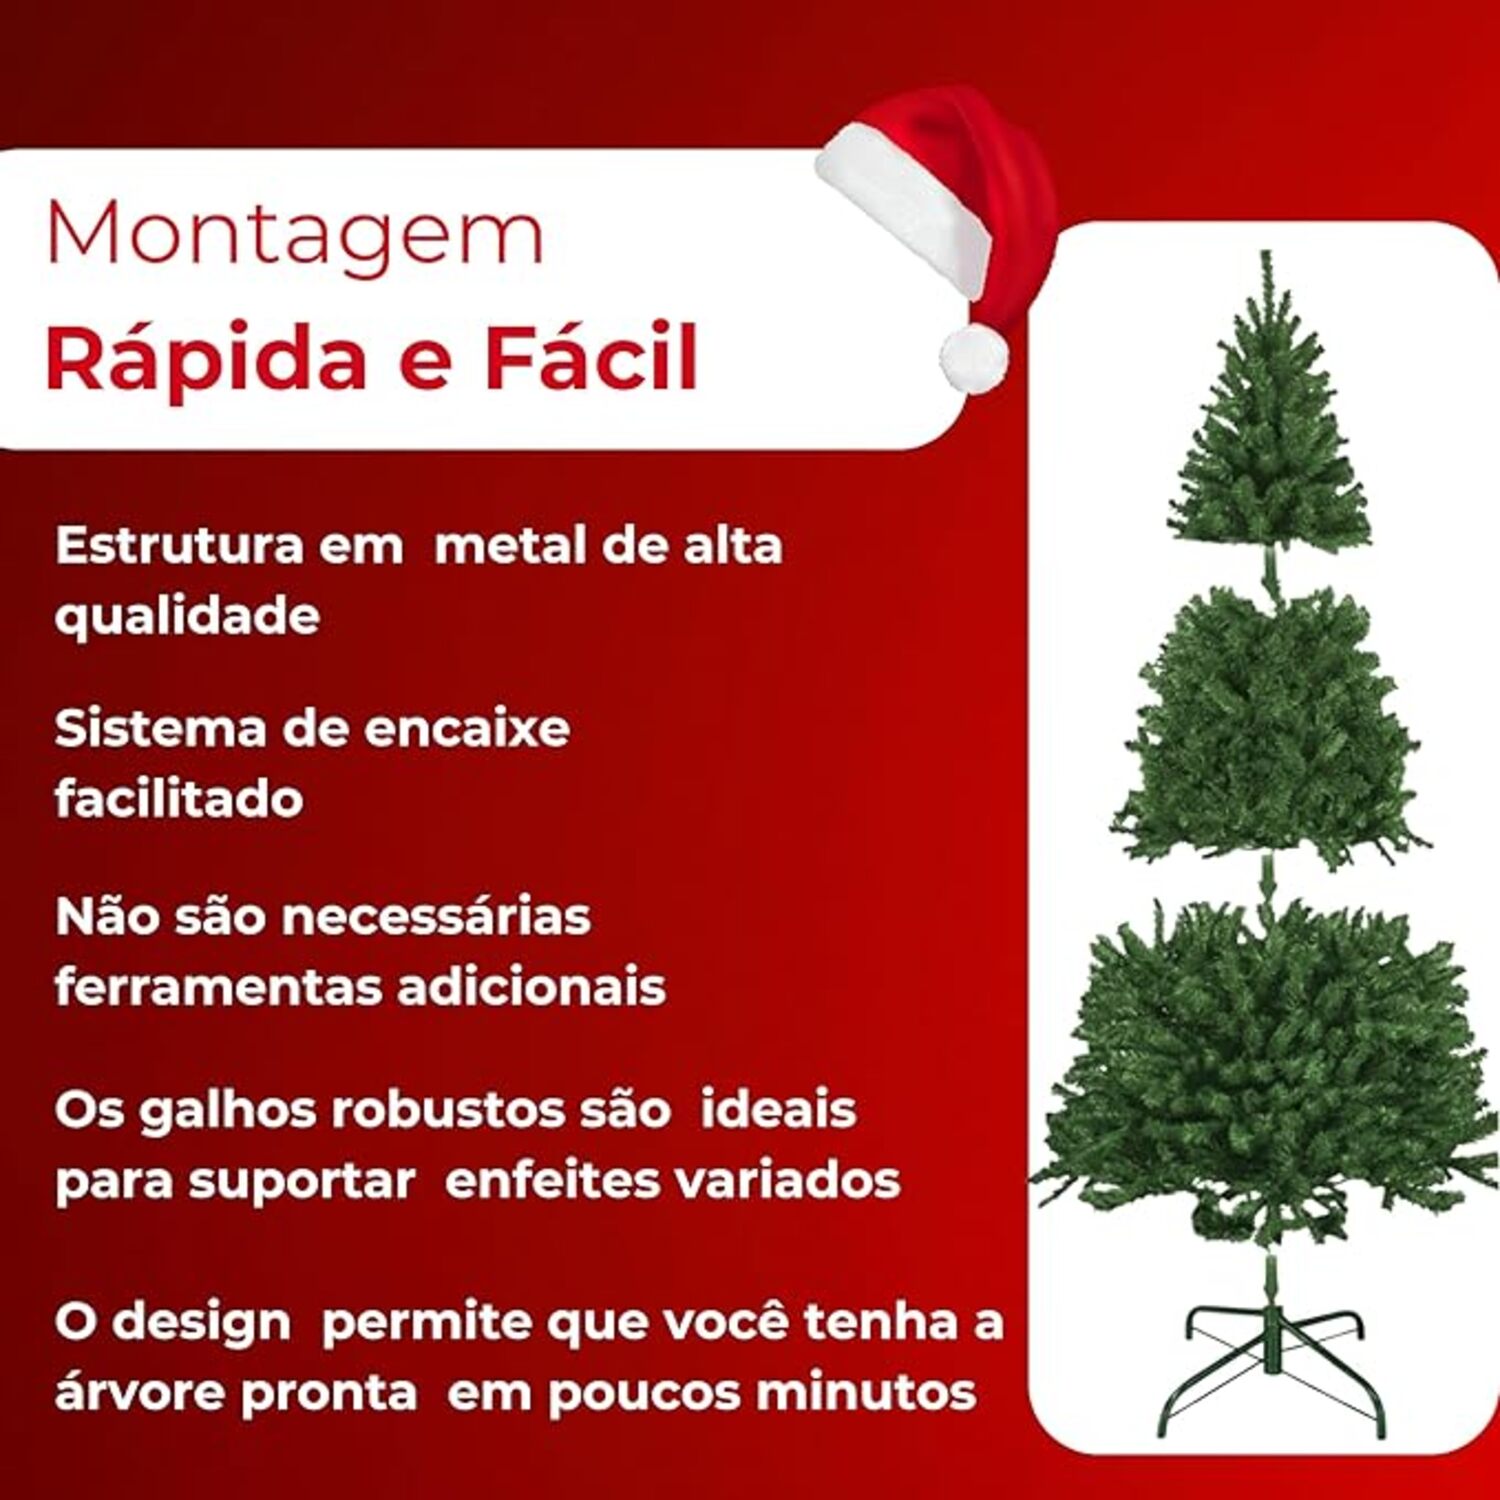 Montagem
Rápida e Fácil
Estrutura em metal de alta
qualidade
Sistema de encaixe
facilitado
Não são necessárias
ferramentas adicionais
Os galhos robustos são ideais
para suportar enfeites variados
O design permite que você tenha a
árvore pronta em poucos minutos